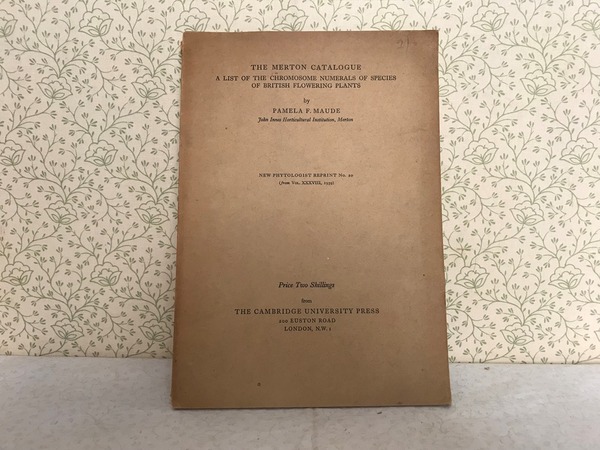 THE MERTON CATALOGUE
A LIST OF THE CHROMOSOME NUMERALS OF SPECIES
OF BRITISH FLOWERING PLANTS
by
PAMELA F. MAUDE
John Innes Horticultural Institution, Merton
NEW PHYTOLOGIST REPRINT No. 20
(from Vol. XXXVIII, 1939)
Price Two Shillings
from
THE CAMBRIDGE UNIVERSITY PRESS
200 EUSTON ROAD
LONDON, N.W.1